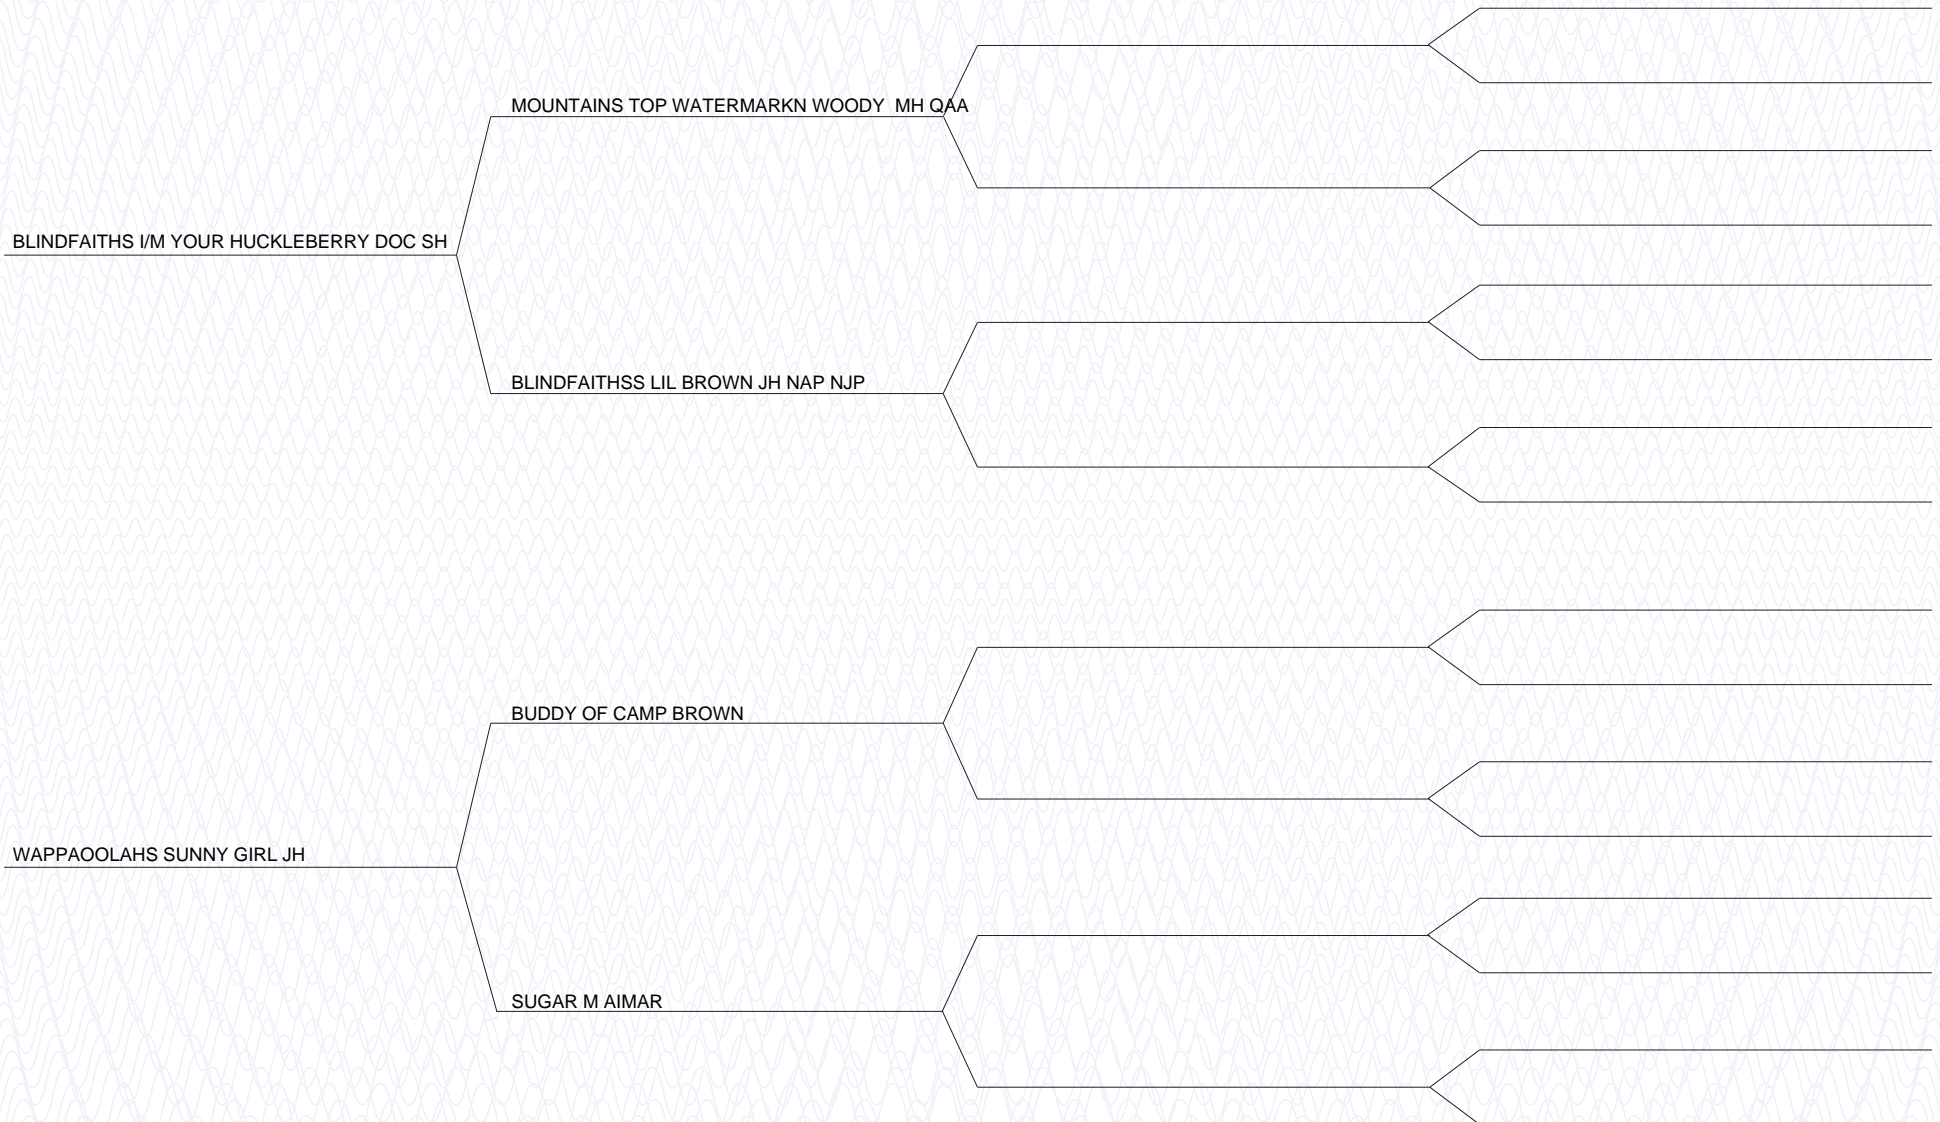 MOUNTAINS TOP WATERMARKN WOODY  MH QAA
BLINDFAITHS I/M YOUR HUCKLEBERRY DOC SH
BLINDFAITHSS LIL BROWN JH NAP NJP
BUDDY OF CAMP BROWN
WAPPAOOLAHS SUNNY GIRL JH
SUGAR M AIMAR